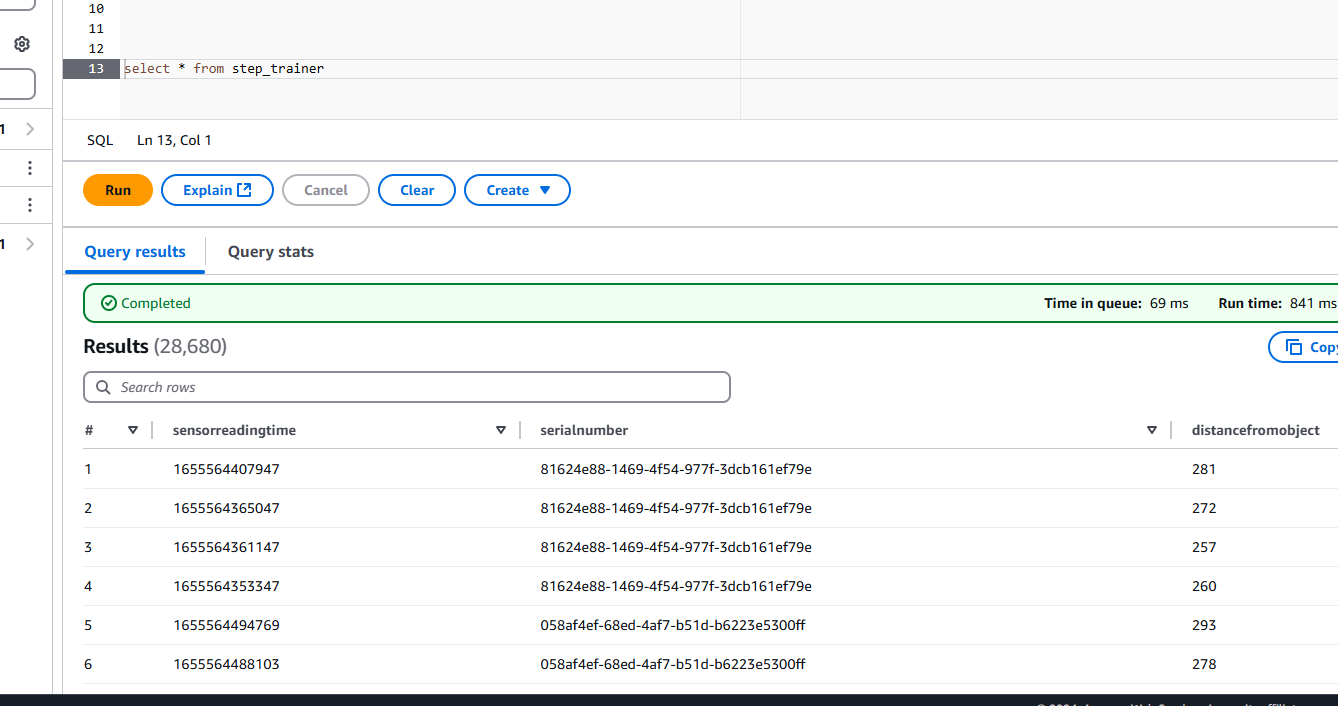 10
11
12
13 select * from step_trainer
1
SQL Ln 13, Col 1
Run Explain Cancel Clear Create
1
Query results Query stats
Completed Time in queue: 69 ms Run time: 841 ms
Results (28,680)
Copy
Search rows
# sensorreadingtime serialnumber distancefromobject
1 1655564407947 81624e88-1469-4f54-977f-3dcb161ef79e 281
2 1655564365047 81624e88-1469-4f54-977f-3dcb161ef79e 272
3 1655564361147 81624e88-1469-4f54-977f-3dcb161ef79e 257
4 1655564353347 81624e88-1469-4f54-977f-3dcb161ef79e 260
5 1655564494769 058af4ef-68ed-4af7-b51d-b6223e5300ff 293
6 1655564488103 058af4ef-68ed-4af7-b51d-b6223e5300ff 278